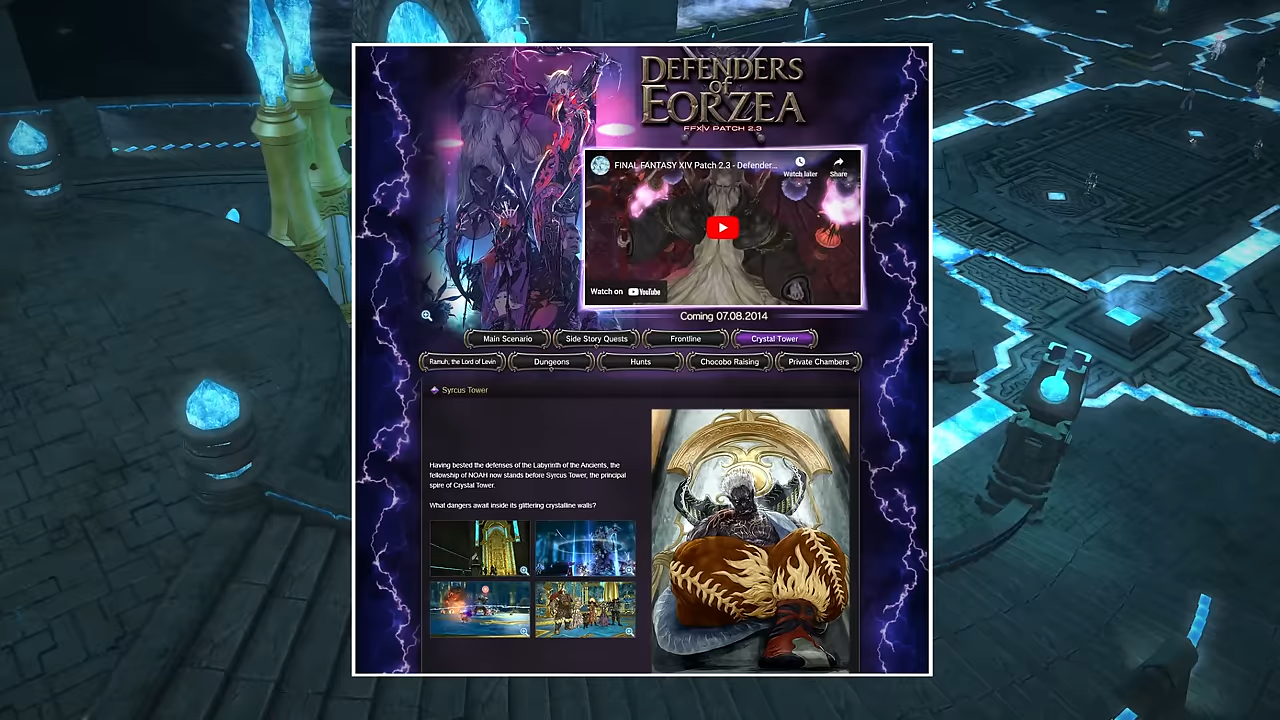 DEFENDERS
of
EORZEA
FFXIV PATCH 2.3
FINAL FANTASY XIV Patch 2.3 - Defender...
Watch later
Share
Watch on YouTube
Coming 07.08.2014
Main Scenario
Side Story Quests
Frontline
Crystal Tower
Ramuh, the Lord of Levin
Dungeons
Hunts
Chocobo Raising
Private Chambers
Syrcus Tower
Having bested the defenses of the Labyrinth of the Ancients, the
fellowship of NOAH now stands before Syrcus Tower, the principal
spire of Crystal Tower.
What dangers await inside its glittering crystalline walls?